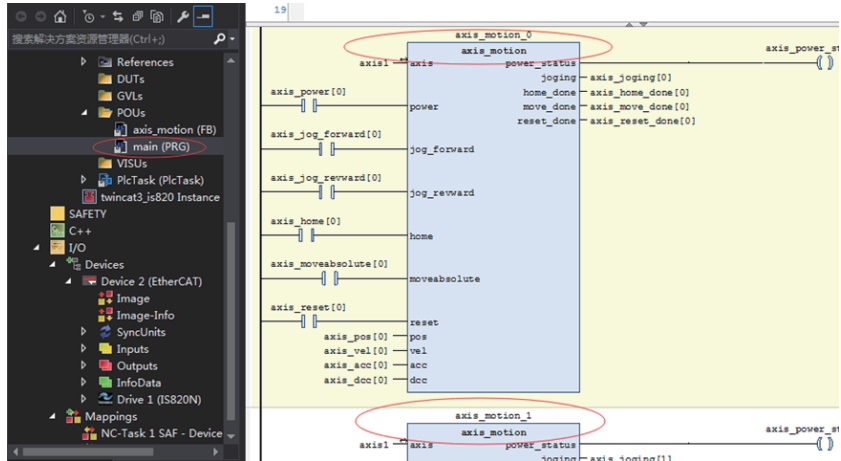 搜索解决方案资源管理器(Ctrl+;)
References
DUTs
GVLs
POUs
axis_motion (FB)
main (PRG)
VISUs
PlcTask (PlcTask)
twincat3_is820 Instance
SAFETY
C++
I/O
Devices
Device 2 (EtherCAT)
Image
Image-Info
SyncUnits
Inputs
Outputs
InfoData
Drive 1 (IS820N)
Mappings
NC-Task 1 SAF - Device
19
axis_motion_0
axis_motion
axis1
axis
power_status
axis_power_st
joging
axis_joging[0]
axis_power[0]
home_done
axis_home_done[0]
power
move_done
axis_move_done[0]
reset_done
axis_reset_done[0]
axis_jog_forward[0]
jog_forward
axis_jog_revward[0]
jog_revward
axis_home[0]
home
axis_moveabsolute[0]
moveabsolute
axis_reset[0]
reset
axis_pos[0]
pos
axis_vel[0]
vel
axis_acc[0]
acc
axis_dcc[0]
dcc
axis_motion_1
axis_motion
axis1
axis
power_status
axis_power_st
joging
axis_joging[1]